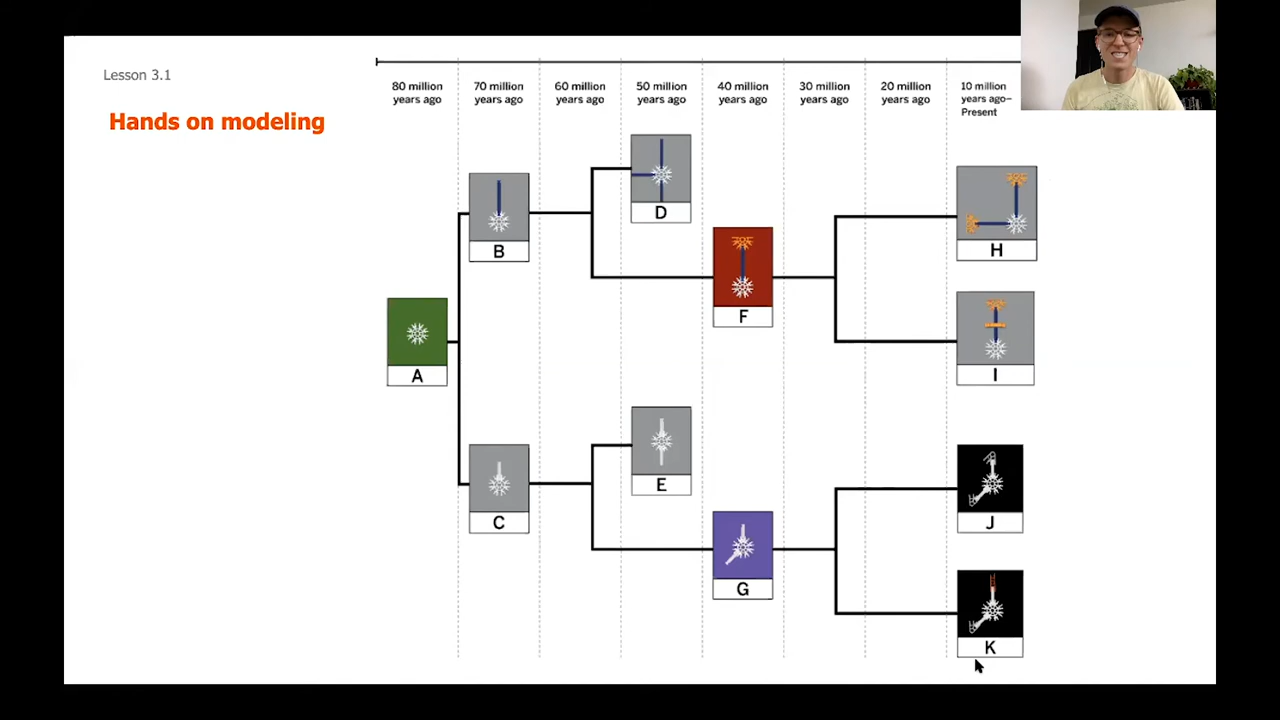 Lesson 3.1
Hands on modeling
80 million
years ago
70 million
years ago
60 million
years ago
50 million
years ago
40 million
years ago
30 million
years ago
20 million
years ago
10 million
years ago–
Present
D
H
B
F
I
A
E
C
J
G
K